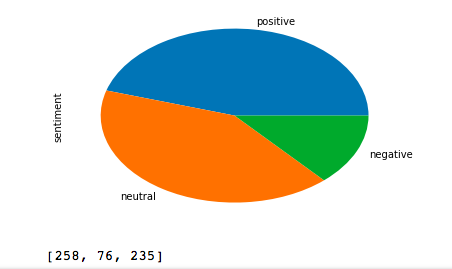 positive
sentiment
negative
neutral
[258, 76, 235]